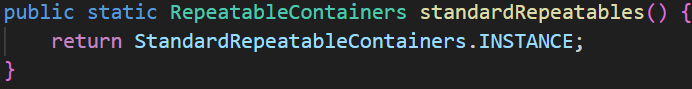 public static RepeatableContainers standardRepeatables() {
    return StandardRepeatableContainers.INSTANCE;
}